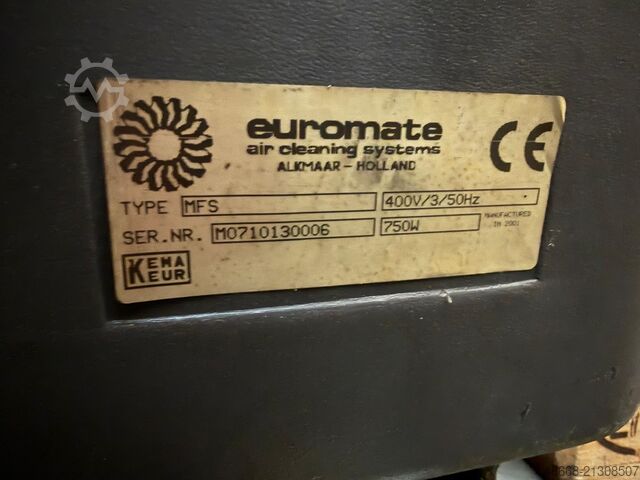 euromate
air cleaning systems
ALKMAAR - HOLLAND
CE
TYPE MFS 400V/3/50Hz
SER.NR. M0710130006 750W MANUFACTURED IN 2001
KEMA
KEUR
-21308507